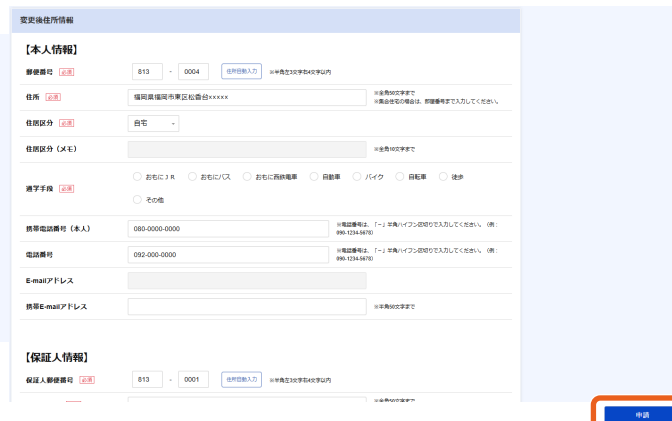 変更後住所情報
【本人情報】
郵便番号 必須 813 - 0004 住所自動入力 ※半角左3文字右4文字以内
住所 必須 福岡県福岡市東区松香台××××× ※全角50文字まで
※集合住宅の場合は、部屋番号まで入力してください。
住居区分 必須 自宅
住居区分（メモ） ※全角50文字まで
通学手段 必須 おもにＪＲ おもにバス おもに西鉄電車 自動車 バイク 自転車 徒歩
その他
携帯電話番号（本人） 080-0000-0000 ※電話番号は、「－」半角ハイフン区切りで入力してください。（例：
090-1234-5678）
電話番号 092-000-0000 ※電話番号は、「－」半角ハイフン区切りで入力してください。（例：
090-1234-5678）
E-mailアドレス
携帯E-mailアドレス ※半角50文字まで
【保証人情報】
保証人郵便番号 必須 813 - 0001 住所自動入力 ※半角左3文字右4文字以内
※全角50文字まで
申請